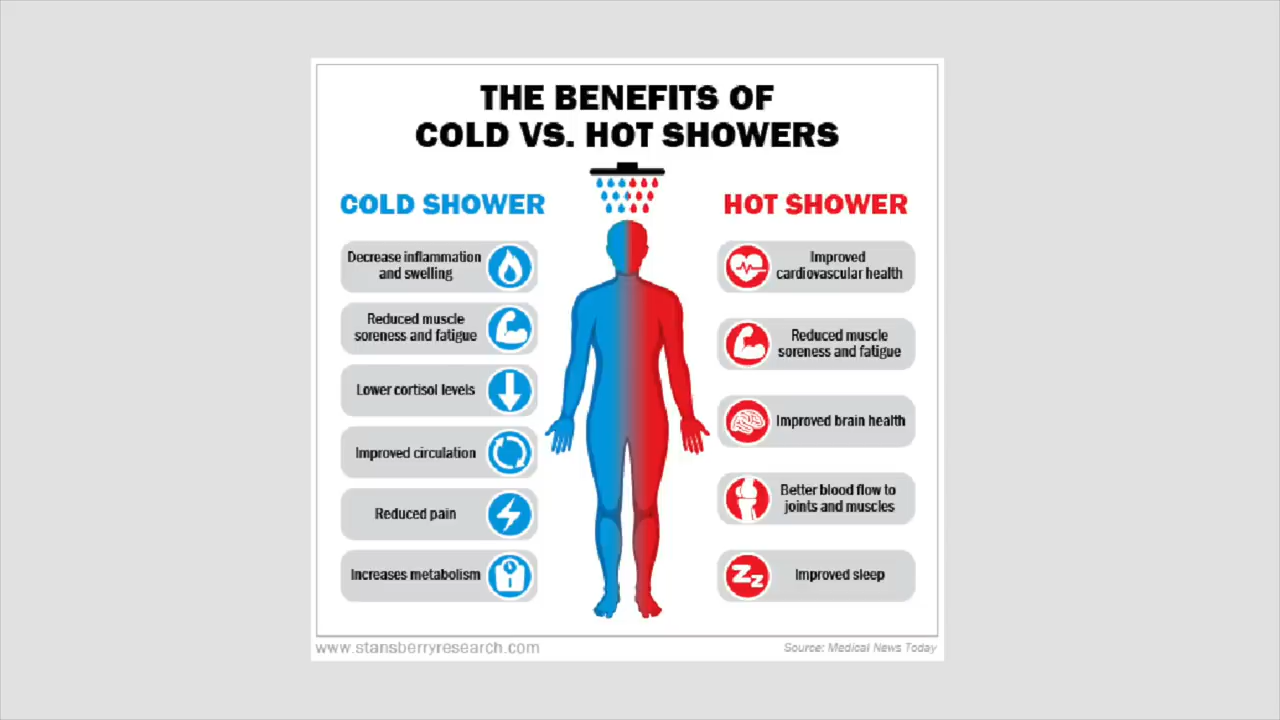 THE BENEFITS OF
COLD VS. HOT SHOWERS
COLD SHOWER
Decrease inflammation
and swelling
Reduced muscle
soreness and fatigue
Lower cortisol levels
Improved circulation
Reduced pain
Increases metabolism
HOT SHOWER
Improved
cardiovascular health
Reduced muscle
soreness and fatigue
Improved brain health
Better blood flow to
joints and muscles
Improved sleep
Zz
www.stansberryresearch.com
Source: Medical News Today